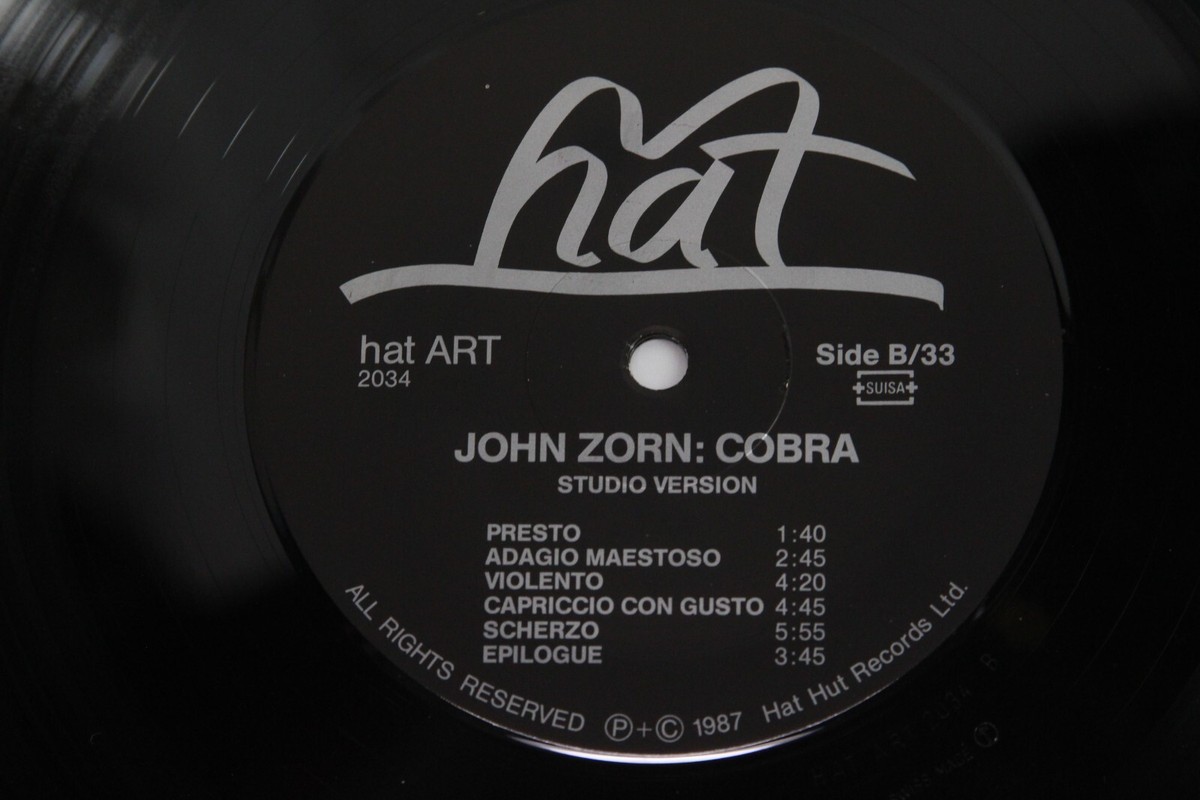 hat
hat ART
2034
Side B/33
SUISA
JOHN ZORN: COBRA
STUDIO VERSION
PRESTO 1:40
ADAGIO MAESTOSO 2:45
VIOLENTO 4:20
CAPRICCIO CON GUSTO 4:45
SCHERZO 5:55
EPILOGUE 3:45
ALL RIGHTS RESERVED Ⓟ+© 1987 Hat Hut Records Ltd.